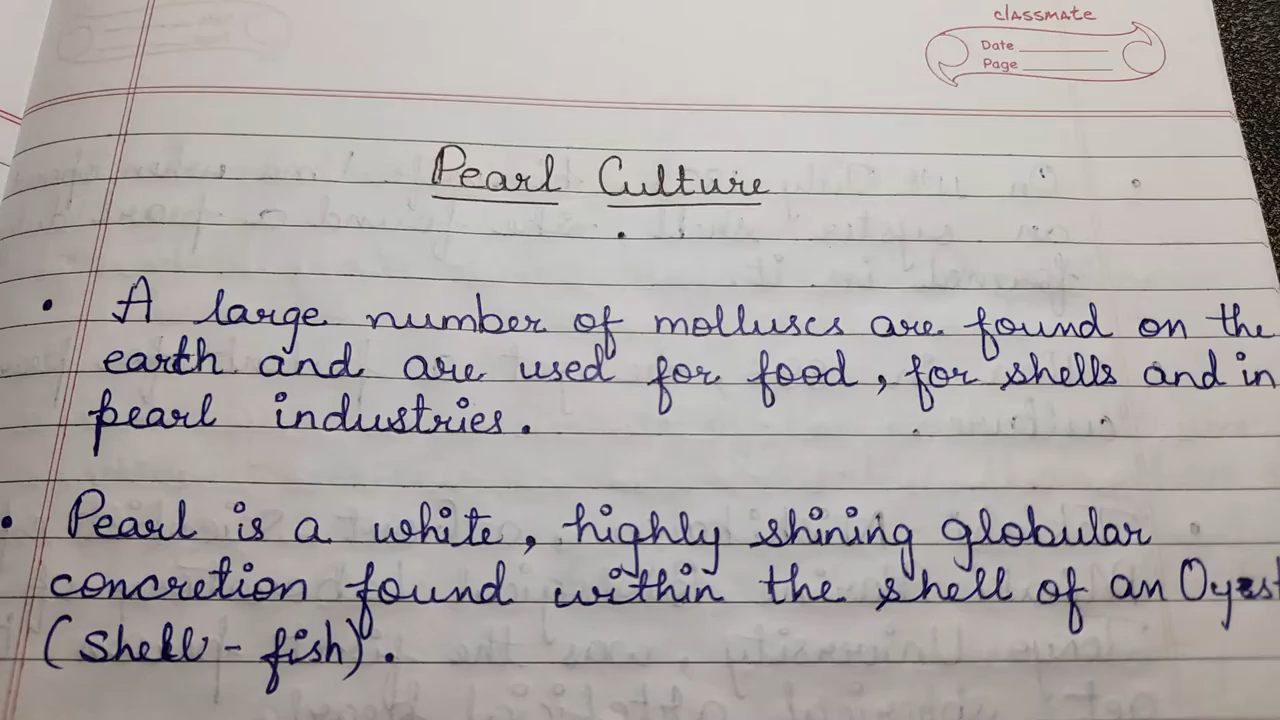 classmate
Date
Page
Pearl Culture
• A large number of molluscs are found on the
earth and are used for food, for shells and in
pearl industries.
• Pearl is a white, highly shining globular
concretion found within the shell of an
(Shell-fish).